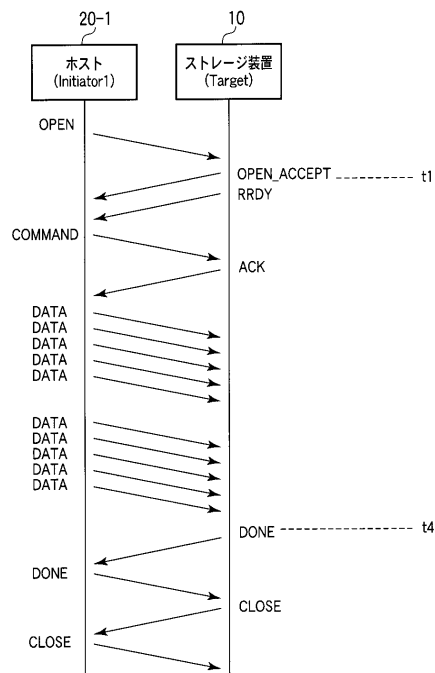 20-1
10
ホスト
(Initiator1)
ストレージ装置
(Target)
OPEN
OPEN_ACCEPT
t1
RRDY
COMMAND
ACK
DATA
DATA
DATA
DATA
DATA
DATA
DATA
DATA
DATA
DATA
DONE
t4
DONE
CLOSE
CLOSE